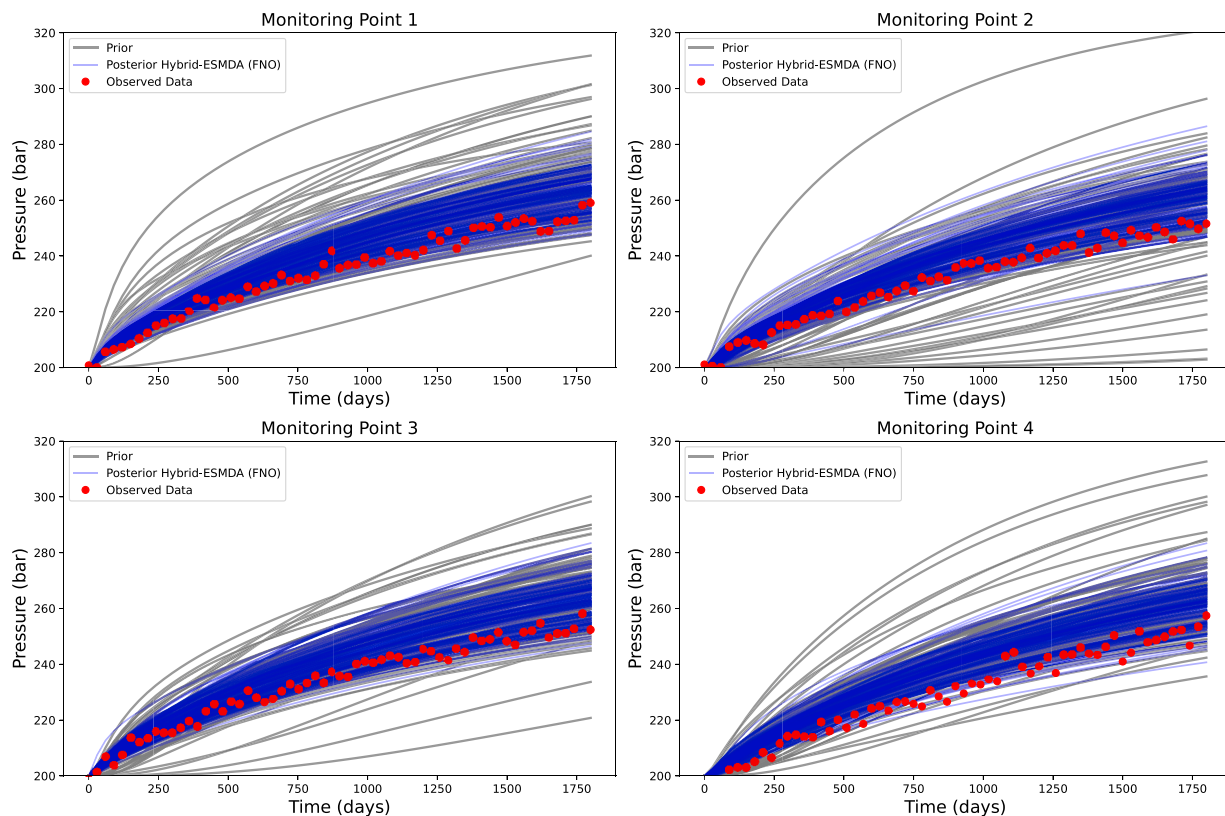 Monitoring Point 1
320
300
280
260
240
220
200
Pressure (bar)
Prior
Posterior Hybrid-ESMDA (FNO)
Observed Data
0 250 500 750 1000 1250 1500 1750
Time (days)
Monitoring Point 2
320
300
280
260
240
220
200
Pressure (bar)
Prior
Posterior Hybrid-ESMDA (FNO)
Observed Data
0 250 500 750 1000 1250 1500 1750
Time (days)
Monitoring Point 3
320
300
280
260
240
220
200
Pressure (bar)
Prior
Posterior Hybrid-ESMDA (FNO)
Observed Data
0 250 500 750 1000 1250 1500 1750
Time (days)
Monitoring Point 4
320
300
280
260
240
220
200
Pressure (bar)
Prior
Posterior Hybrid-ESMDA (FNO)
Observed Data
0 250 500 750 1000 1250 1500 1750
Time (days)